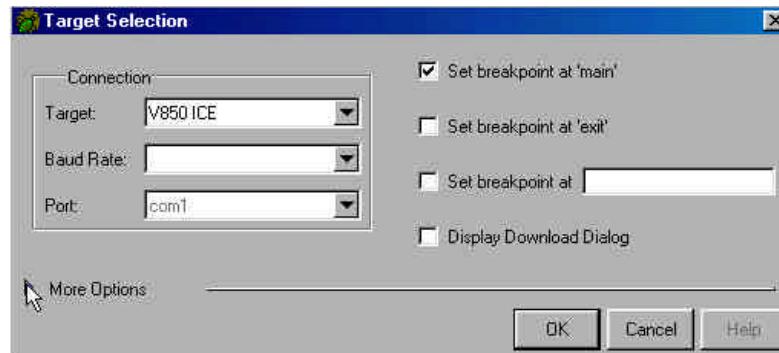 Target Selection
Connection
Target: V850 ICE
Baud Rate:
Port: com1
Set breakpoint at 'main'
Set breakpoint at 'exit'
Set breakpoint at
Display Download Dialog
More Options
OK Cancel Help